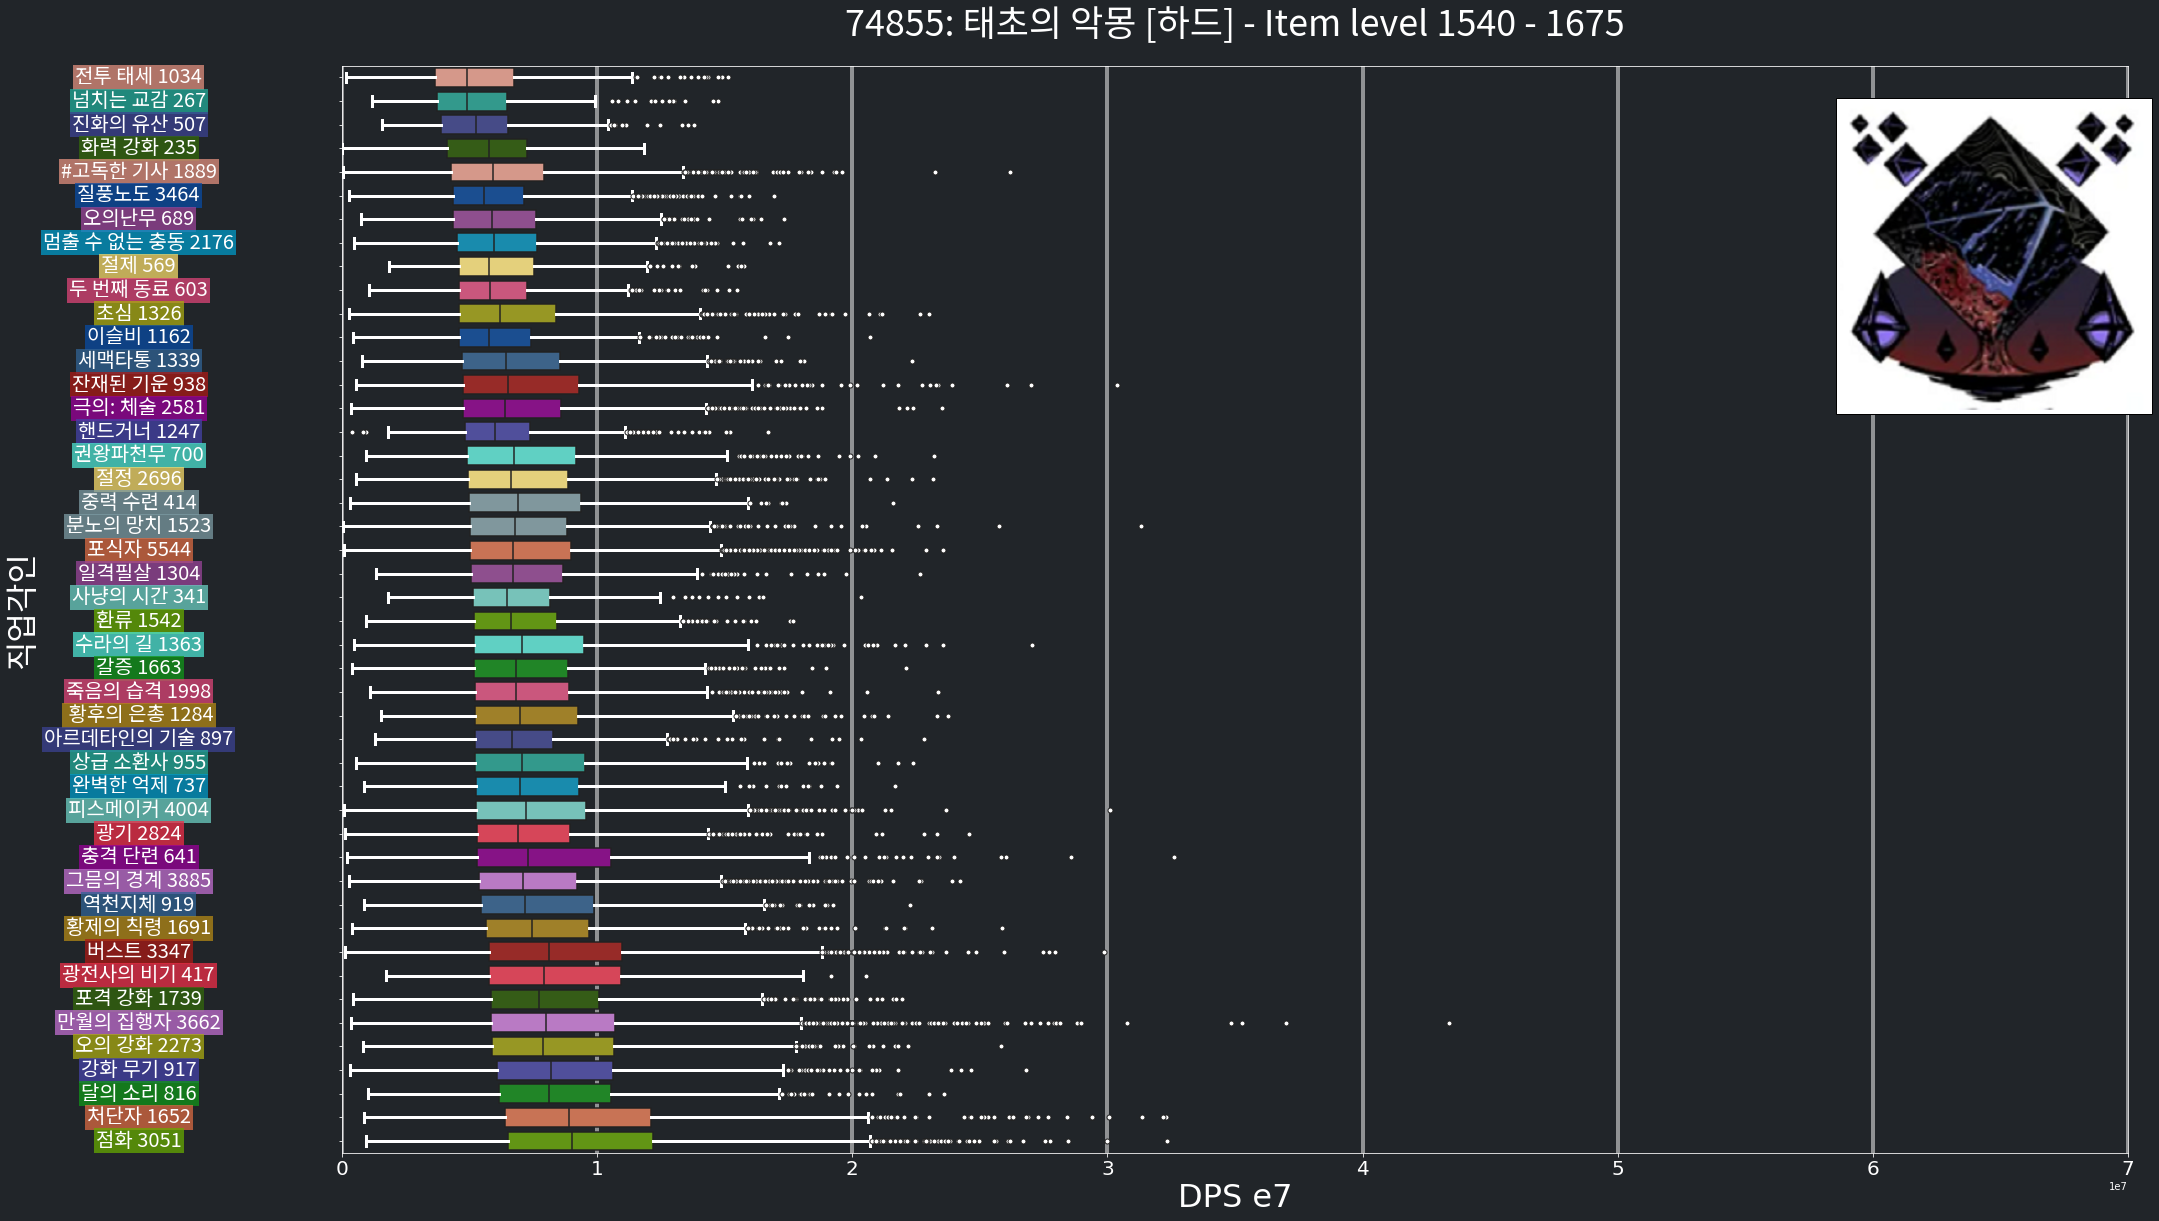 74855: 태초의 악몽 [하드] - Item level 1540 - 1675
직업각인
전투 태세 1034
넘치는 교감 267
진화의 유산 507
화력 강화 235
#고독한 기사 1889
질풍노도 3464
오의난무 689
멈출 수 없는 충동 2176
절제 569
두 번째 동료 603
초심 1326
이슬비 1162
세맥타통 1339
잔재된 기운 938
극의: 체술 2581
핸드거너 1247
권왕파천무 700
절정 2696
중력 수련 414
분노의 망치 1523
포식자 5544
일격필살 1304
사냥의 시간 341
환류 1542
수라의 길 1363
갈증 1663
죽음의 습격 1998
황후의 은총 1284
아르데타인의 기술 897
상급 소환사 955
완벽한 억제 737
피스메이커 4004
광기 2824
충격 단련 641
그믐의 경계 3885
역천지체 919
황제의 칙령 1691
버스트 3347
광전사의 비기 417
포격 강화 1739
만월의 집행자 3662
오의 강화 2273
강화 무기 917
달의 소리 816
처단자 1652
점화 3051
0 1 2 3 4 5 6 7
1e7
DPS e7